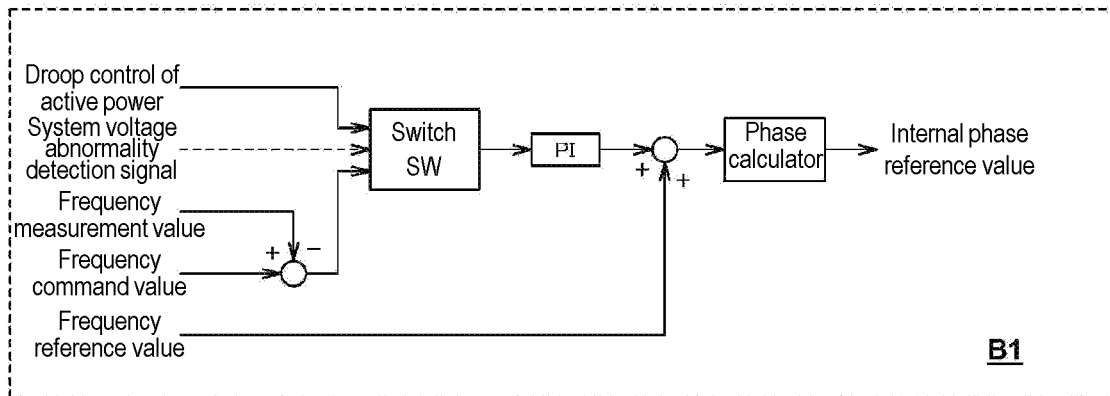 Droop control of
active power
System voltage
abnormality
detection signal
Frequency
measurement value
Frequency
command value
Frequency
reference value
+
−
Switch
SW
PI
+
+
Phase
calculator
Internal phase
reference value
B1